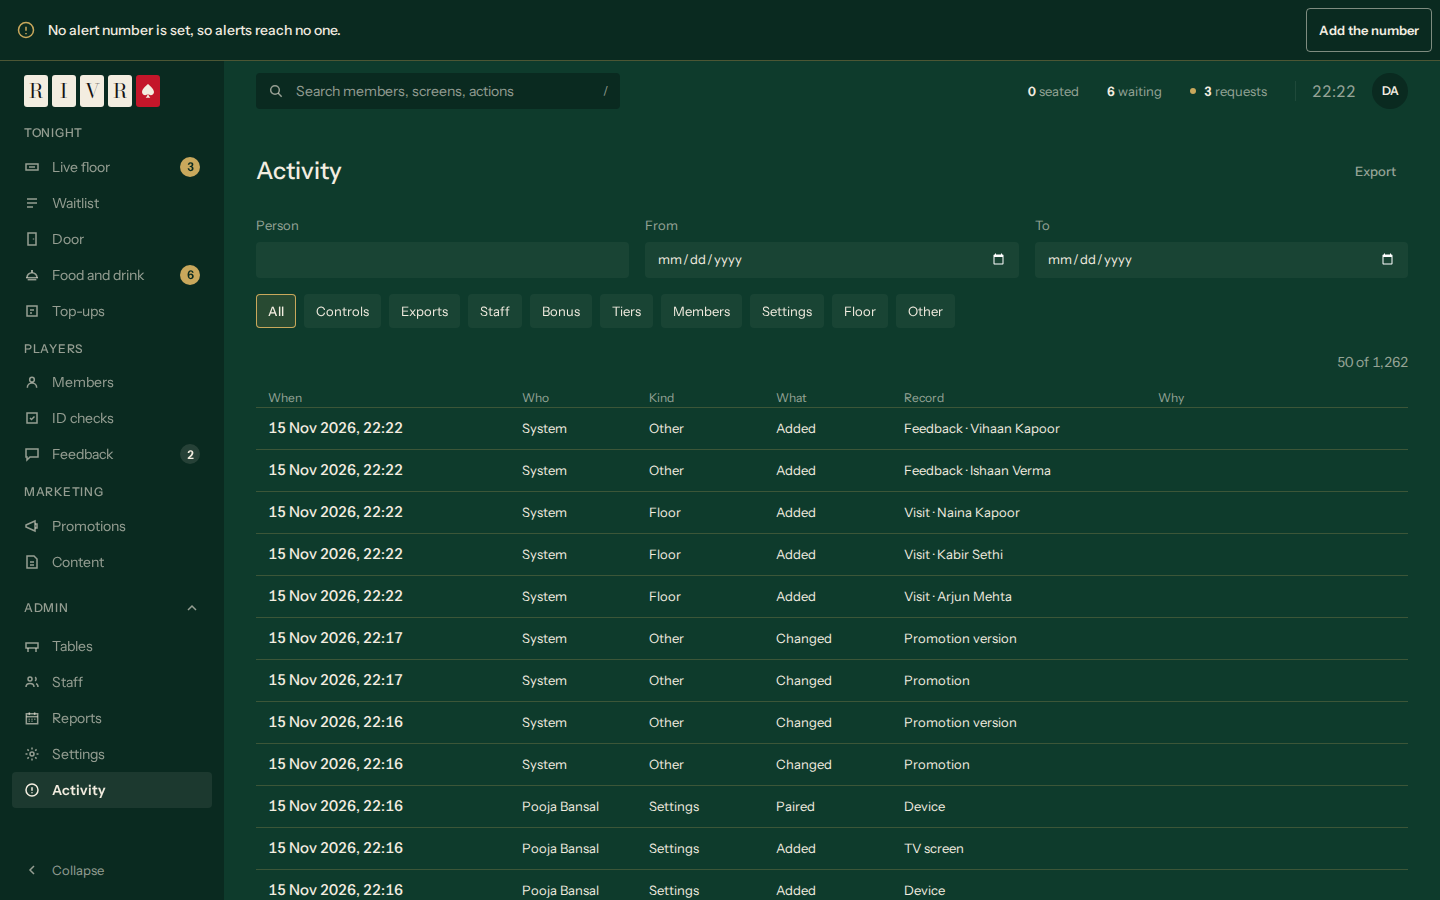 No alert number is set, so alerts reach no one.
Add the number
RIVR
Search members, screens, actions /
0 seated 6 waiting 3 requests 22:22 DA
TONIGHT
Live floor 3
Waitlist
Door
Food and drink 6
Top-ups
PLAYERS
Members
ID checks
Feedback 2
MARKETING
Promotions
Content
ADMIN
Tables
Staff
Reports
Settings
Activity
Collapse
Activity
Export
Person From To
mm/dd/yyyy mm/dd/yyyy
All Controls Exports Staff Bonus Tiers Members Settings Floor Other
50 of 1,262
When Who Kind What Record Why
15 Nov 2026, 22:22 System Other Added Feedback · Vihaan Kapoor
15 Nov 2026, 22:22 System Other Added Feedback · Ishaan Verma
15 Nov 2026, 22:22 System Floor Added Visit · Naina Kapoor
15 Nov 2026, 22:22 System Floor Added Visit · Kabir Sethi
15 Nov 2026, 22:22 System Floor Added Visit · Arjun Mehta
15 Nov 2026, 22:17 System Other Changed Promotion version
15 Nov 2026, 22:17 System Other Changed Promotion
15 Nov 2026, 22:16 System Other Changed Promotion version
15 Nov 2026, 22:16 System Other Changed Promotion
15 Nov 2026, 22:16 Pooja Bansal Settings Paired Device
15 Nov 2026, 22:16 Pooja Bansal Settings Added TV screen
15 Nov 2026, 22:16 Pooja Bansal Settings Added Device